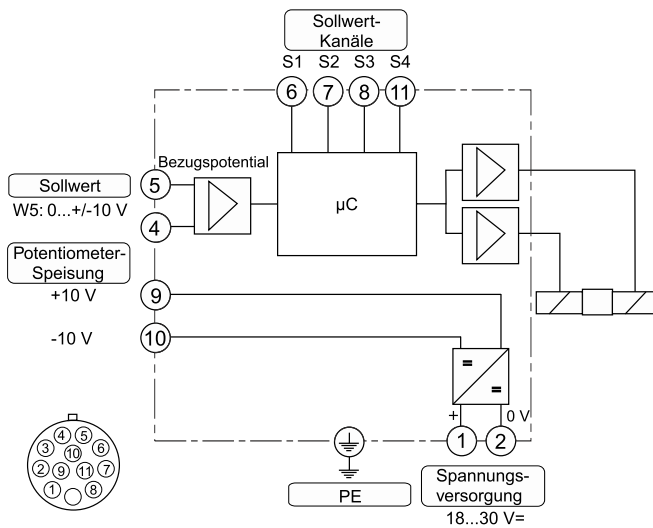 Sollwert-
Kanäle
S1 S2 S3 S4
6 7 8 11
Bezugspotential
Sollwert
5
W5: 0...+/-10 V
4
µC
Potentiometer-
Speisung
+10 V
9
-10 V
10
=
=
+ 0 V
1 2
PE
Spannungs-
versorgung
18...30 V=
4 5
3 10 6
2 9 11 7
1 8